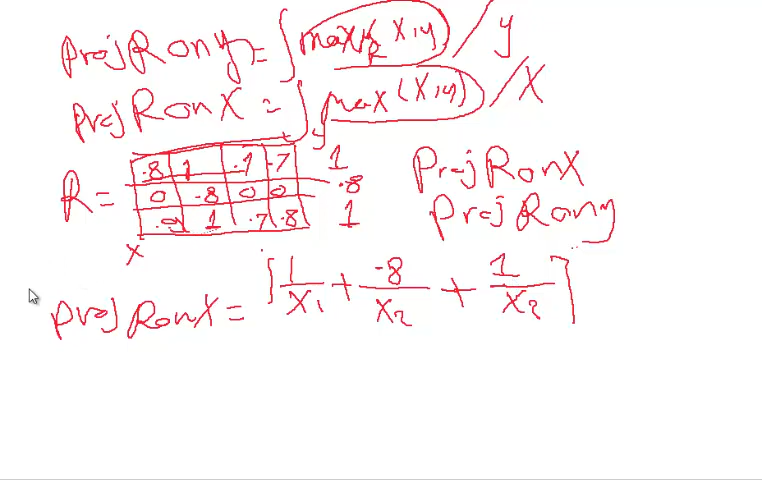 Proj R on y = ∫ max x (x,y) / y
Proj R on X = ∫ y max (x,y) / X
R = .8 1 .1 .7 1
0 .8 0 0 .8
.9 1 .7 .8 1
Proj R on X
Proj R on y
X
Proj R on X = [ 1/X1 + .8/X2 + 1/X2 ]